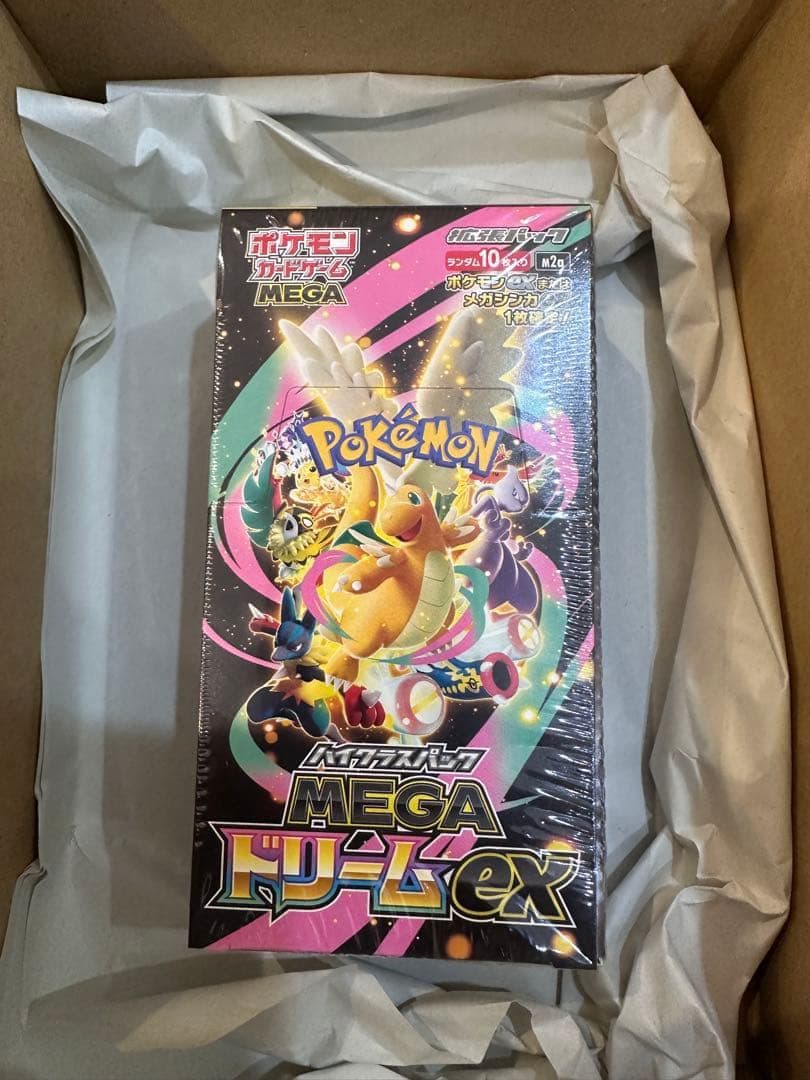 ポケモン
カードゲーム
MEGA
拡張パック
ランダム10枚入り M2a
ポケモンexまたは
メガシンカex
1枚確定!!
POKéMON
ハイクラスパック
MEGA
ドリームex